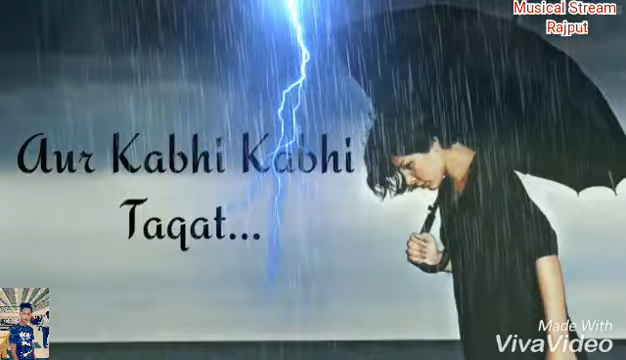 Musical Stream
Rajput
Aur Kabhi Kabhi
Taqat...
Made With
VivaVideo